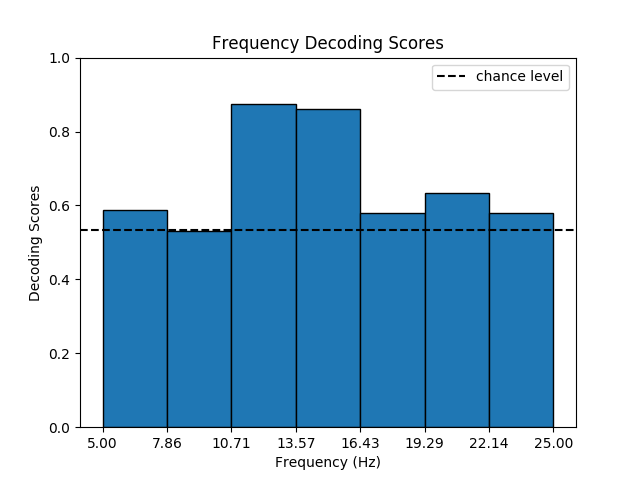 Frequency Decoding Scores
chance level
1.0
0.8
0.6
0.4
0.2
0.0
Decoding Scores
5.00 7.86 10.71 13.57 16.43 19.29 22.14 25.00
Frequency (Hz)